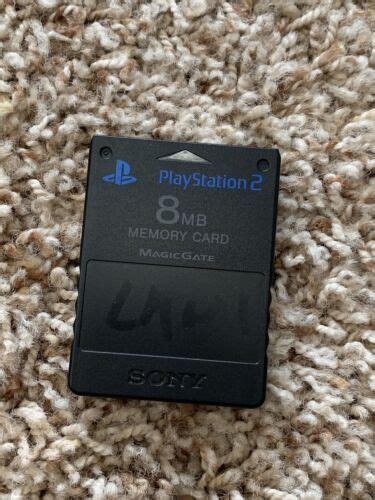 PlayStation 2
8MB
MEMORY CARD
MAGICGATE
SONY